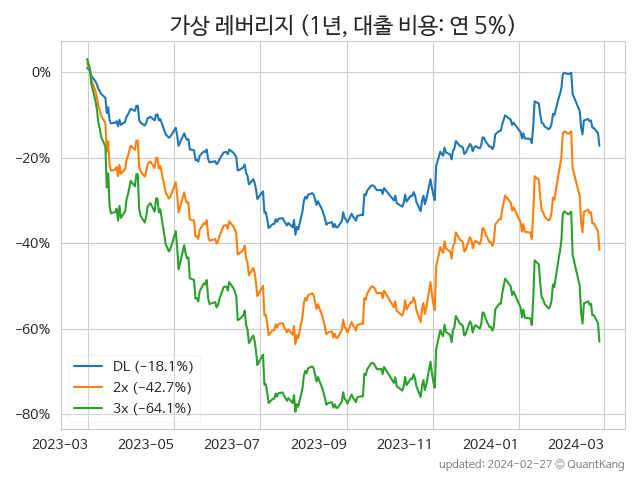 가상 레버리지 (1년, 대출 비용: 연 5%)
0%
−20%
−40%
−60%
−80%
DL (−18.1%)
2x (−42.7%)
3x (−64.1%)
2023-03 2023-05 2023-07 2023-09 2023-11 2024-01 2024-03
updated: 2024-02-27 © QuantKang